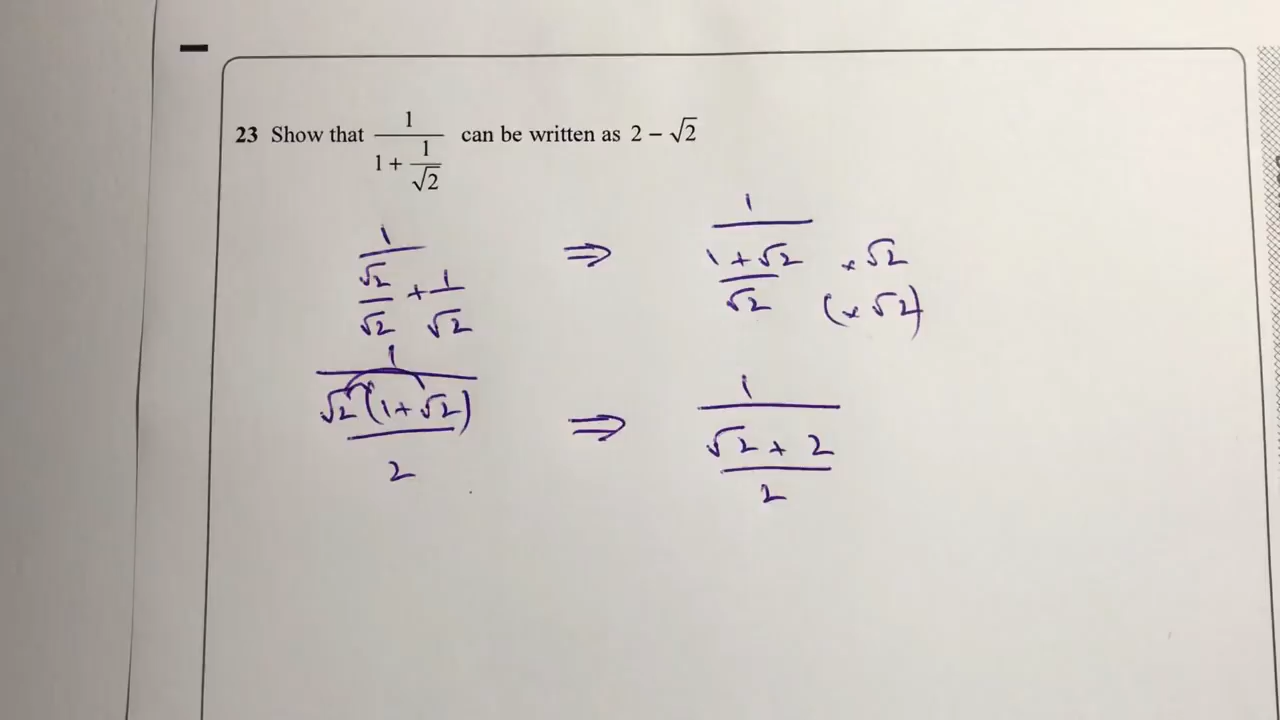 23 Show that 1/(1 + 1/√2) can be written as 2 − √2
1/(√2/√2 + 1/√2) ⇒ 1/((1 + √2)/√2) × √2 (× √2)
1/(√2(1 + √2)/2) ⇒ 1/((√2 + 2)/2)